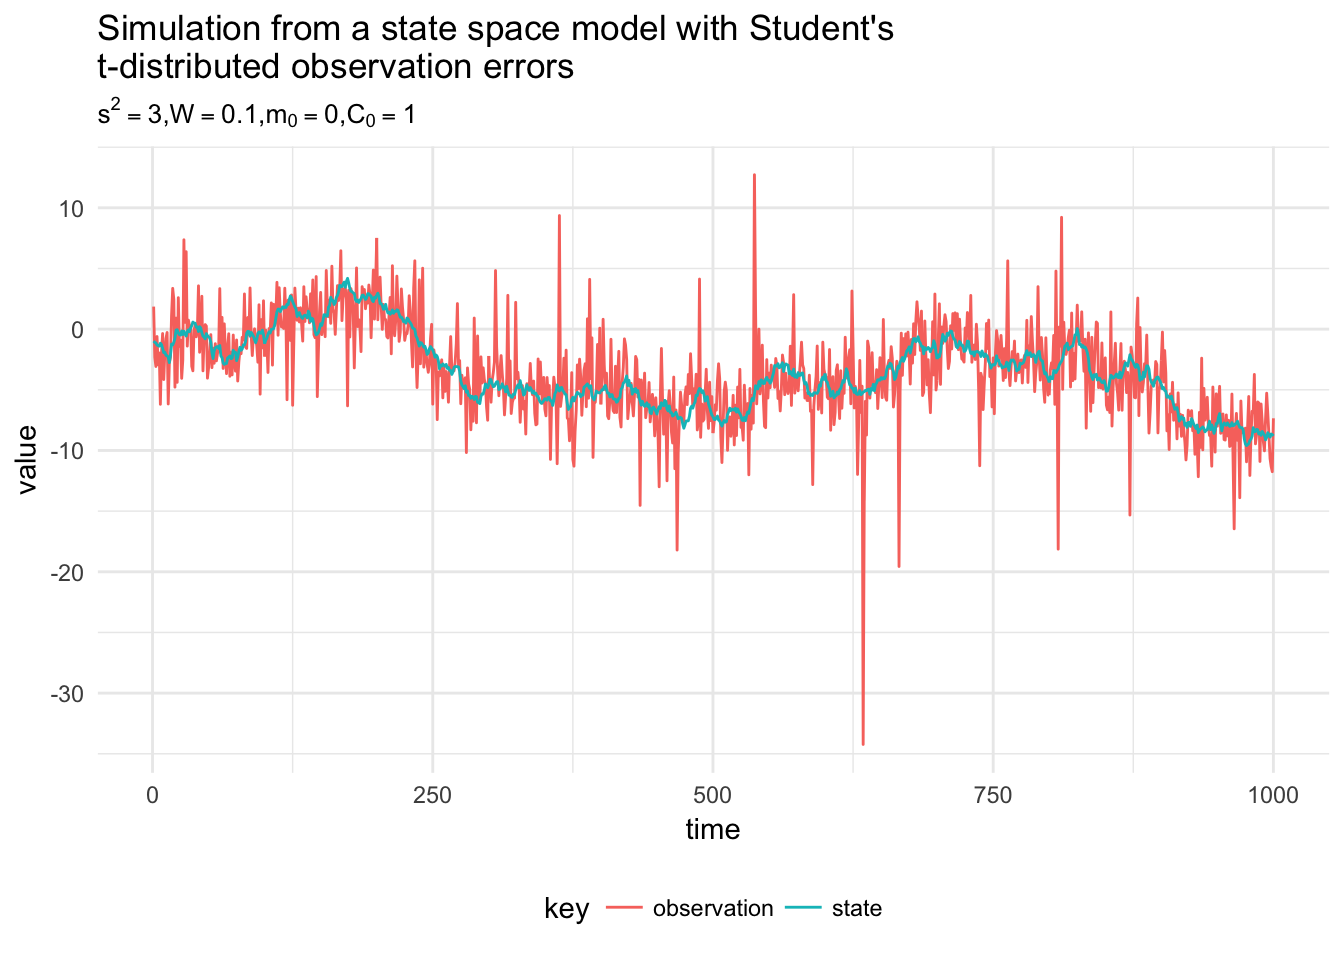 Simulation from a state space model with Student's
t-distributed observation errors
s² = 3,W = 0.1,m₀ = 0,C₀ = 1
10
0
-10
-20
-30
value
0 250 500 750 1000
time
key observation state